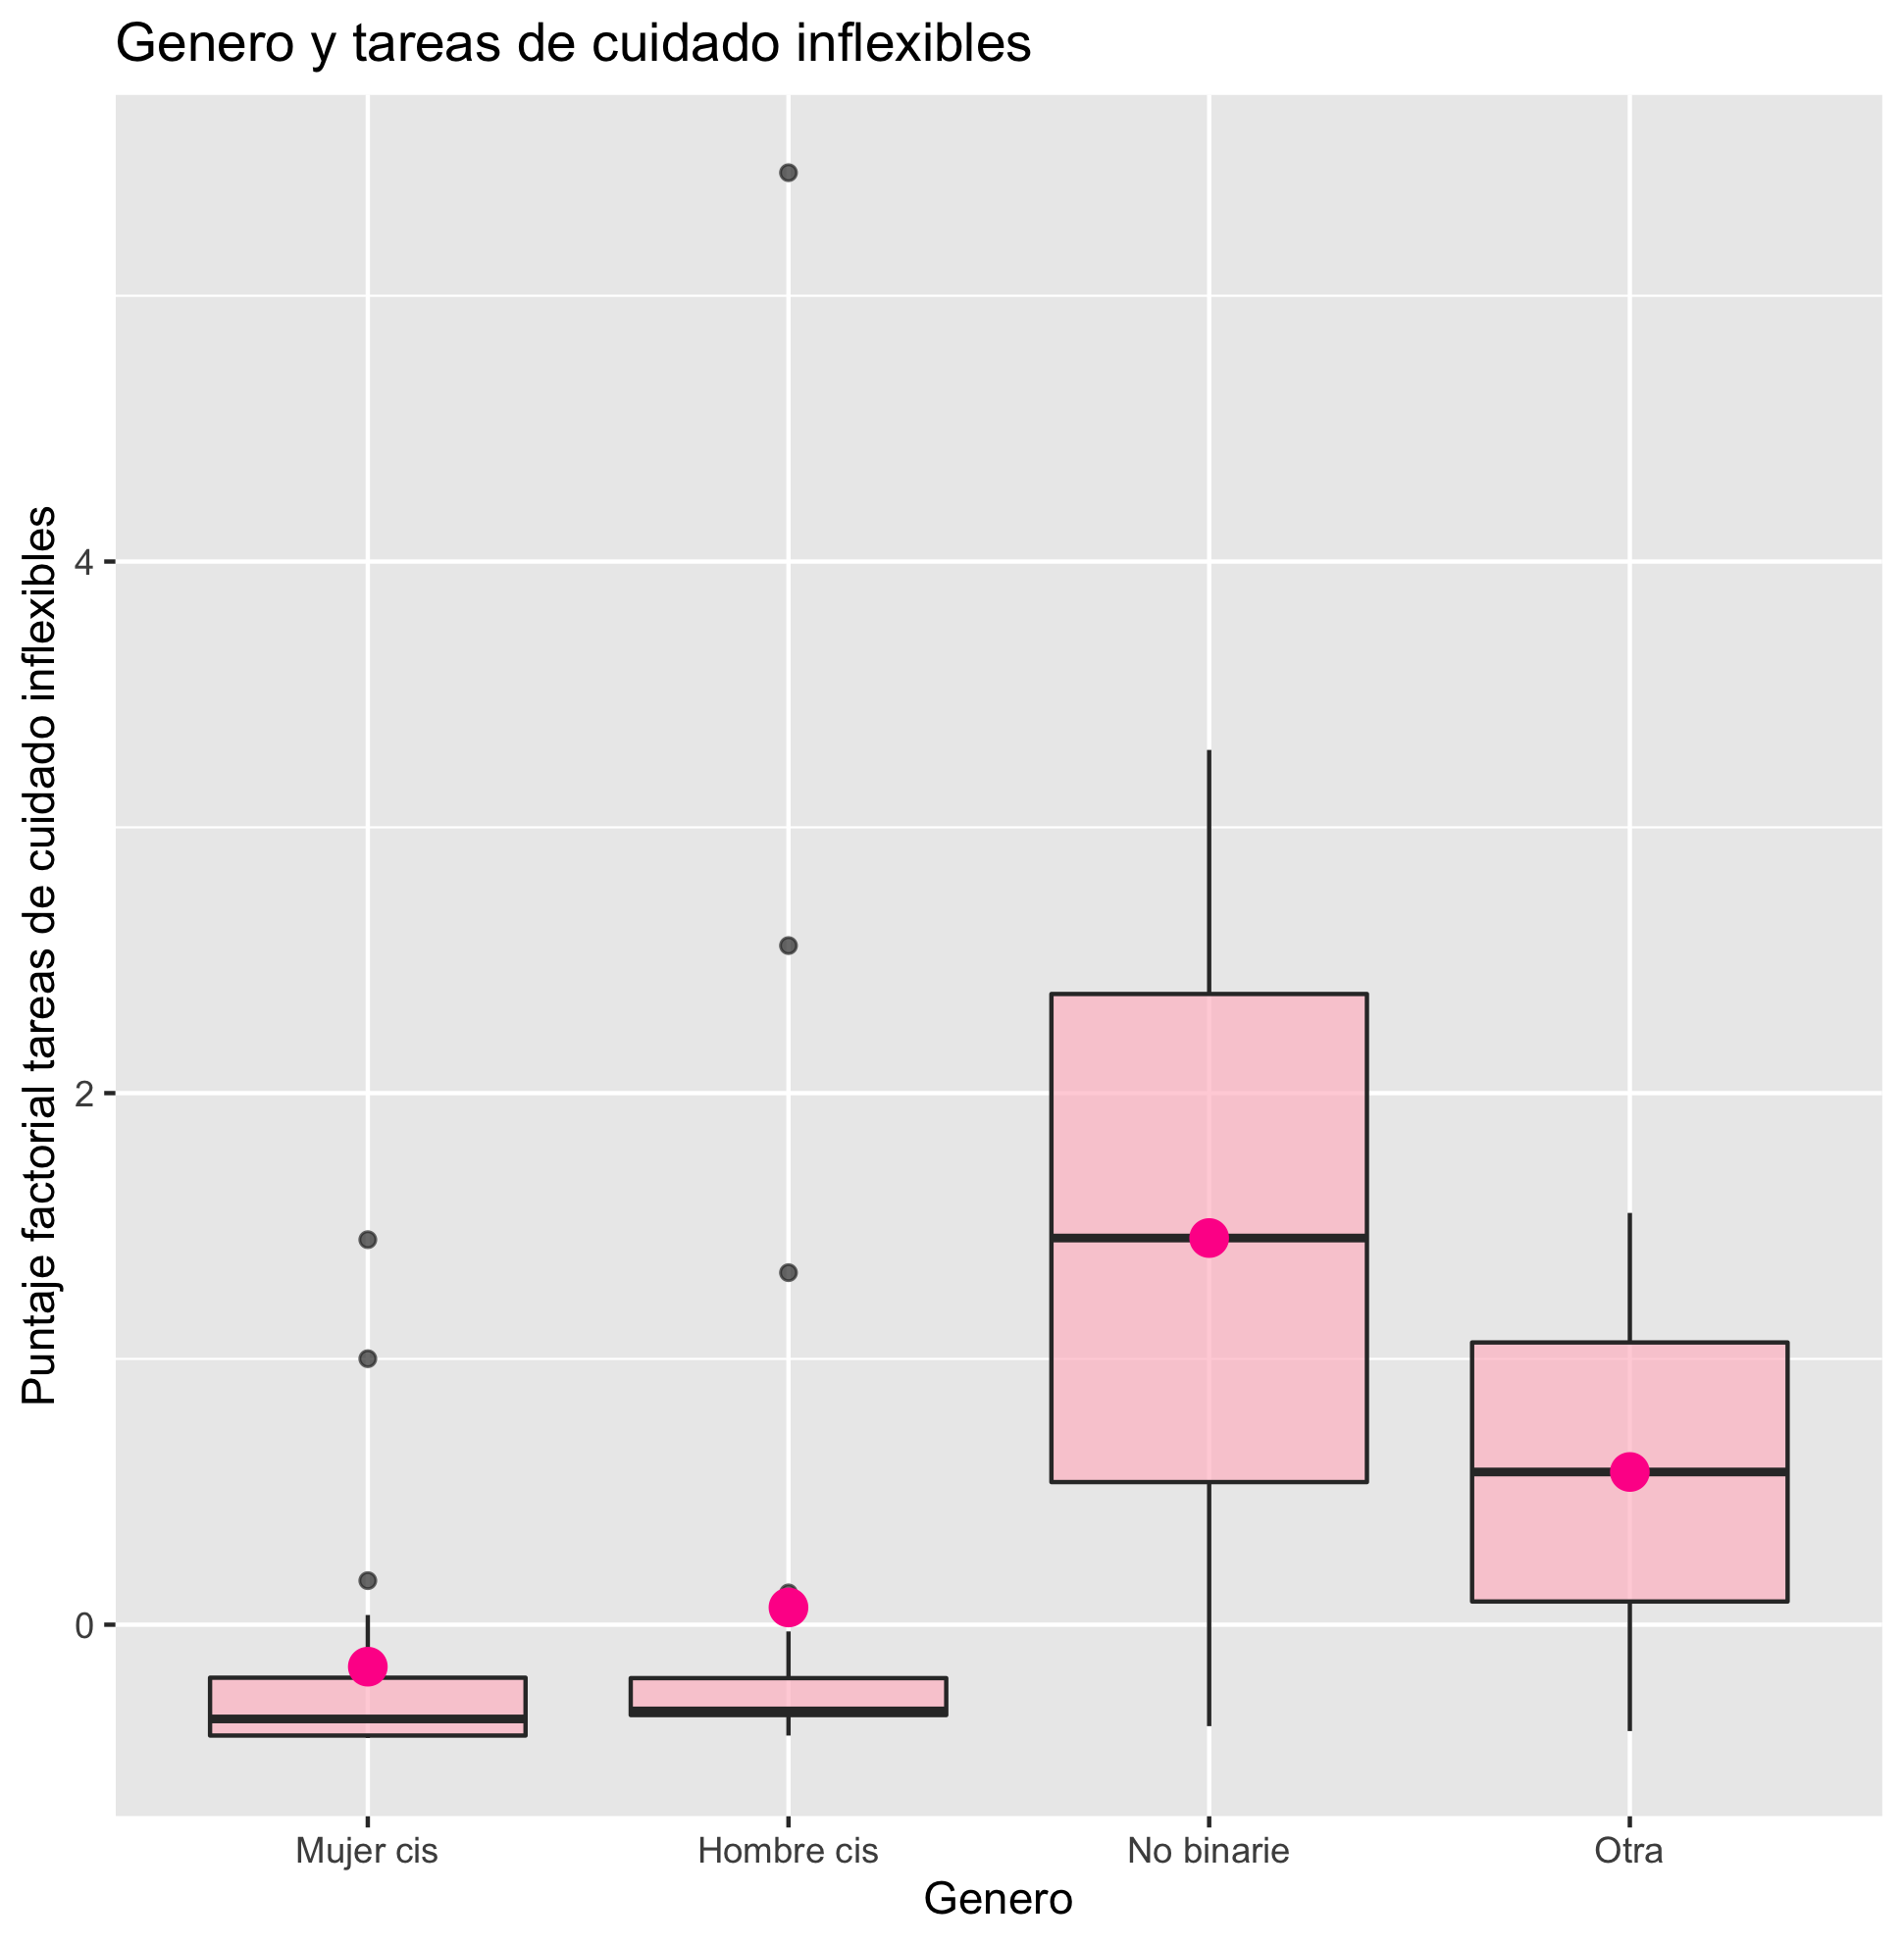 Genero y tareas de cuidado inflexibles
Puntaje factorial tareas de cuidado inflexibles
4
2
0
Mujer cis
Hombre cis
No binarie
Otra
Genero